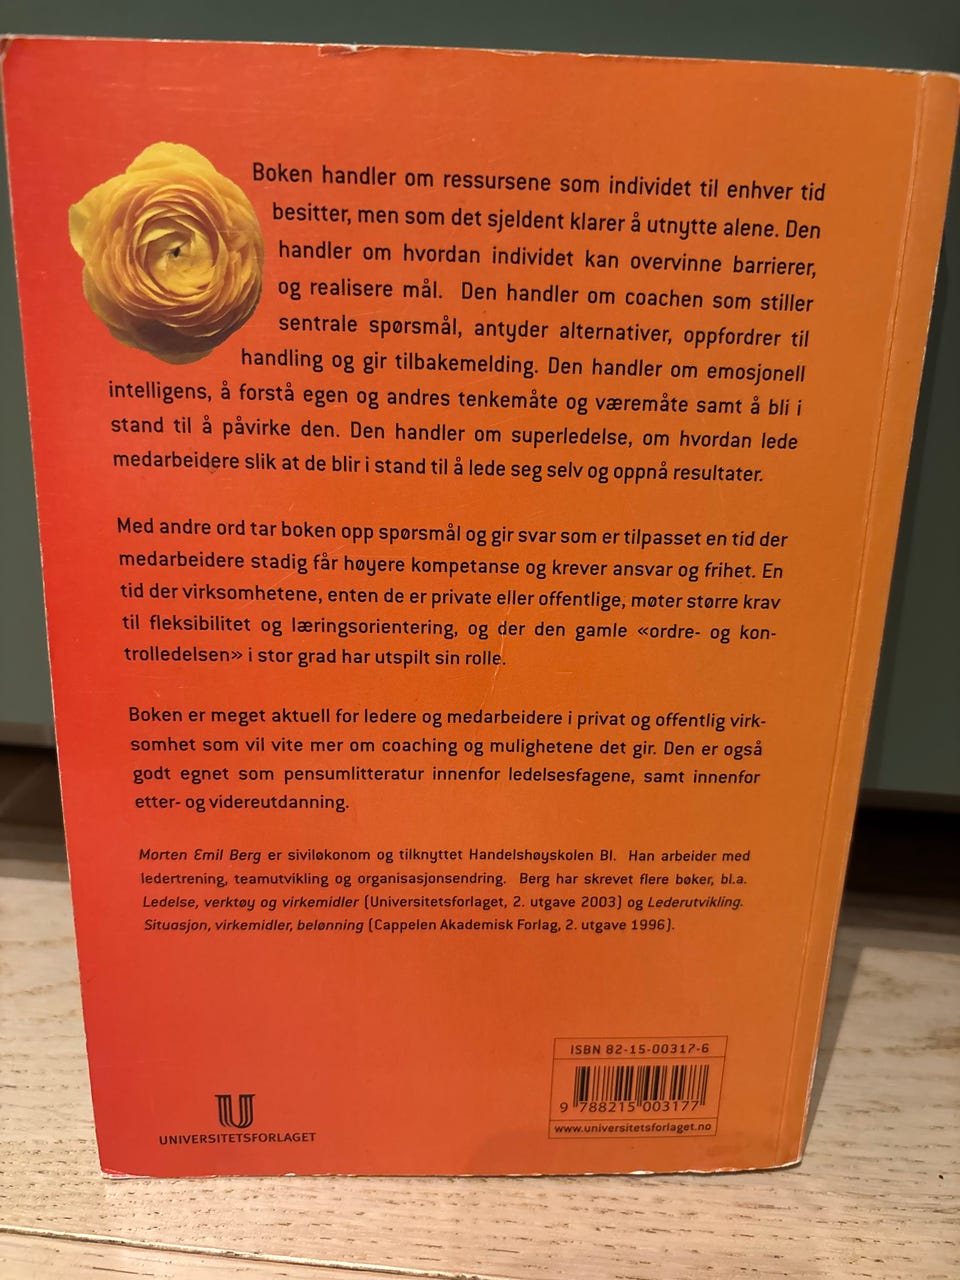 Boken handler om ressursene som individet til enhver tid
besitter, men som det sjeldent klarer å utnytte alene. Den
handler om hvordan individet kan overvinne barrierer,
og realisere mål. Den handler om coachen som stiller
sentrale spørsmål, antyder alternativer, oppfordrer til
handling og gir tilbakemelding. Den handler om emosjonell
intelligens, å forstå egen og andres tenkemåte og væremåte samt å bli i
stand til å påvirke den. Den handler om superledelse, om hvordan lede
medarbeidere slik at de blir i stand til å lede seg selv og oppnå resultater.
Med andre ord tar boken opp spørsmål og gir svar som er tilpasset en tid der
medarbeidere stadig får høyere kompetanse og krever ansvar og frihet. En
tid der virksomhetene, enten de er private eller offentlige, møter større krav
til fleksibilitet og læringsorientering, og der den gamle «ordre- og kon-
trolledelsen» i stor grad har utspilt sin rolle.
Boken er meget aktuell for ledere og medarbeidere i privat og offentlig virk-
somhet som vil vite mer om coaching og mulighetene det gir. Den er også
godt egnet som pensumlitteratur innenfor ledelsesfagene, samt innenfor
etter- og videreutdanning.
Morten Emil Berg er siviløkonom og tilknyttet Handelshøyskolen BI. Han arbeider med
ledertrening, teamutvikling og organisasjonsendring. Berg har skrevet flere bøker, bl.a.
Ledelse, verktøy og virkemidler (Universitetsforlaget, 2. utgave 2003) og Lederutvikling.
Situasjon, virkemidler, belønning (Cappelen Akademisk Forlag, 2. utgave 1996).
ISBN 82-15-00317-6
9 788215 003177
www.universitetsforlaget.no
UNIVERSITETSFORLAGET